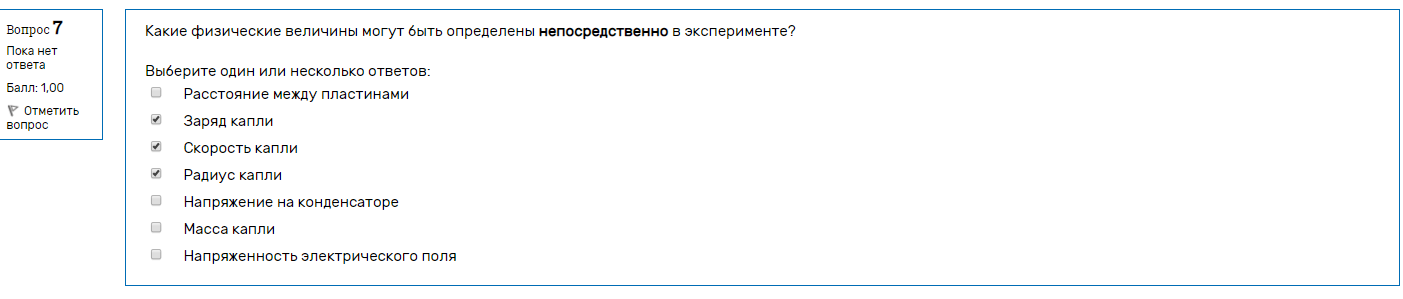 Вопрос 7
Пока нет
ответа
Балл: 1,00
Отметить
вопрос
Какие физические величины могут быть определены непосредственно в эксперименте?
Выберите один или несколько ответов:
Расстояние между пластинами
Заряд капли
Скорость капли
Радиус капли
Напряжение на конденсаторе
Масса капли
Напряженность электрического поля